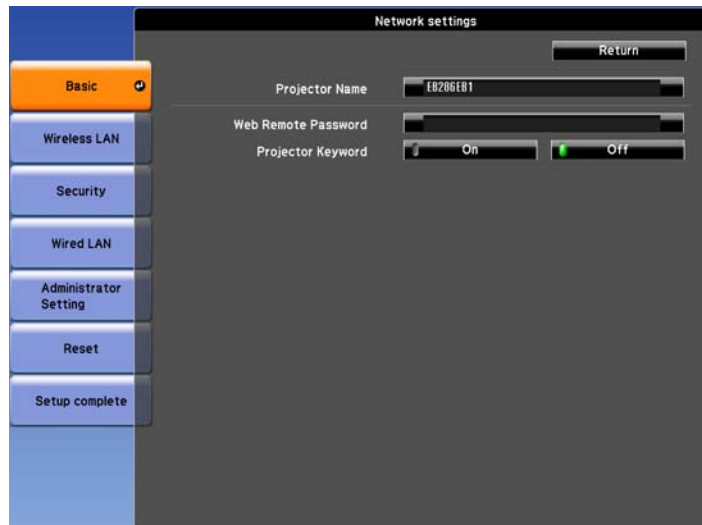 Network settings
Return
Basic
Wireless LAN
Security
Wired LAN
Administrator
Setting
Reset
Setup complete
Projector Name
EB286EB1
Web Remote Password
Projector Keyword
On
Off